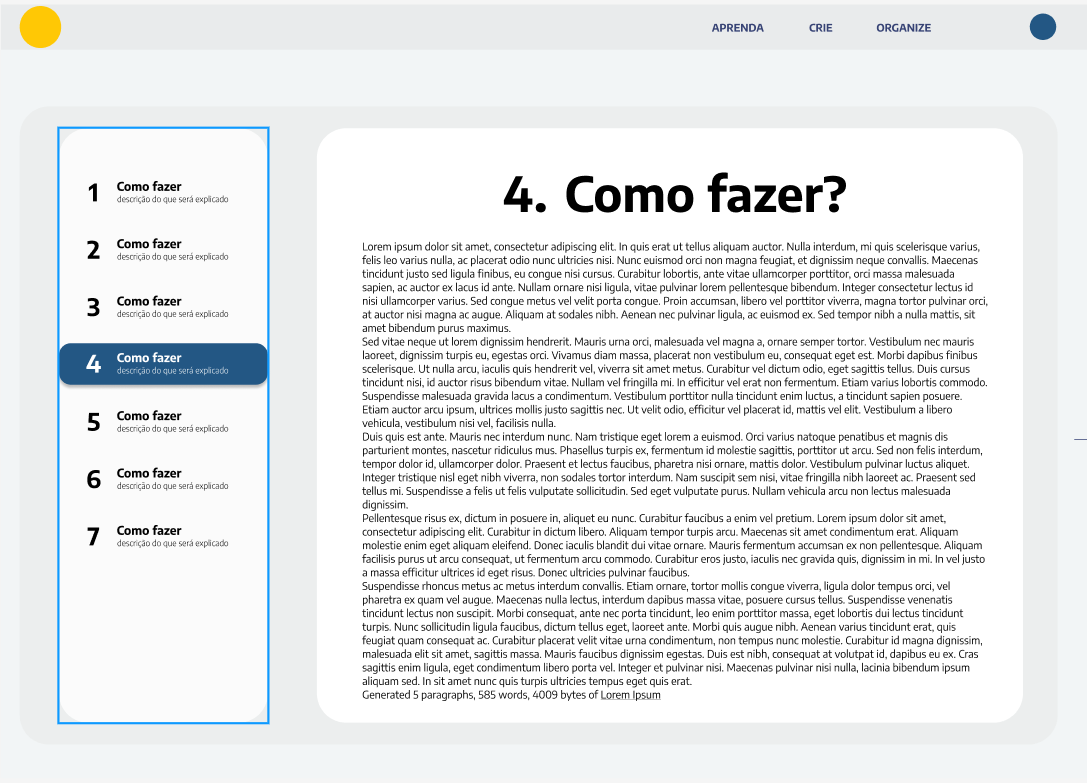 APRENDA CRIE ORGANIZE
1 Como fazer
descrição do que será explicado
2 Como fazer
descrição do que será explicado
3 Como fazer
descrição do que será explicado
4 Como fazer
descrição do que será explicado
5 Como fazer
descrição do que será explicado
6 Como fazer
descrição do que será explicado
7 Como fazer
descrição do que será explicado
4. Como fazer?
Lorem ipsum dolor sit amet, consectetur adipiscing elit. In quis erat ut tellus aliquam auctor. Nulla interdum, mi quis scelerisque varius,
felis leo varius nulla, ac placerat odio nunc ultricies nisi. Nunc euismod orci non magna feugiat, et dignissim neque convallis. Maecenas
tincidunt justo sed ligula finibus, eu congue nisi cursus. Curabitur lobortis, ante vitae ullamcorper porttitor, orci massa malesuada
sapien, ac auctor ex lacus id ante. Nullam ornare nisi ligula, vitae pulvinar lorem pellentesque bibendum. Integer consectetur lectus id
nisi ullamcorper varius. Sed congue metus vel velit porta congue. Proin accumsan, libero vel porttitor viverra, magna tortor pulvinar orci,
at auctor nisi magna ac augue. Aliquam at sodales nibh. Aenean nec pulvinar ligula, ac euismod ex. Sed tempor nibh a nulla mattis, sit
amet bibendum purus maximus.
Sed vitae neque ut lorem dignissim hendrerit. Mauris urna orci, malesuada vel magna a, ornare semper tortor. Vestibulum nec mauris
laoreet, dignissim turpis eu, egestas orci. Vivamus diam massa, placerat non vestibulum eu, consequat eget est. Morbi dapibus finibus
scelerisque. Ut nulla arcu, iaculis quis hendrerit vel, viverra sit amet metus. Curabitur vel dictum odio, eget sagittis tellus. Duis cursus
tincidunt nisi, id auctor risus bibendum vitae. Nullam vel fringilla mi. In efficitur vel erat non fermentum. Etiam varius lobortis commodo.
Suspendisse malesuada gravida lacus a condimentum. Vestibulum porttitor nulla tincidunt enim luctus, a tincidunt sapien posuere.
Etiam auctor arcu ipsum, ultrices mollis justo sagittis nec. Ut velit odio, efficitur vel placerat id, mattis vel elit. Vestibulum a libero
vehicula, vestibulum nisi vel, facilisis nulla.
Duis quis est ante. Mauris nec interdum nunc. Nam tristique eget lorem a euismod. Orci varius natoque penatibus et magnis dis
parturient montes, nascetur ridiculus mus. Phasellus turpis ex, fermentum id molestie sagittis, porttitor ut arcu. Sed non felis interdum,
tempor dolor id, ullamcorper dolor. Praesent et lectus faucibus, pharetra nisi ornare, mattis dolor. Vestibulum pulvinar luctus aliquet.
Integer tristique nisl eget nibh viverra, non sodales tortor interdum. Nam suscipit sem nisi, vitae fringilla nibh laoreet ac. Praesent sed
tellus mi. Suspendisse a felis ut felis vulputate sollicitudin. Sed eget vulputate purus. Nullam vehicula arcu non lectus malesuada
dignissim.
Pellentesque risus ex, dictum in posuere in, aliquet eu nunc. Curabitur faucibus a enim vel pretium. Lorem ipsum dolor sit amet,
consectetur adipiscing elit. Curabitur in dictum libero. Aliquam tempor turpis arcu. Maecenas sit amet condimentum erat. Aliquam
molestie enim eget aliquam eleifend. Donec iaculis blandit dui vitae ornare. Mauris fermentum accumsan ex non pellentesque. Aliquam
facilisis purus ut arcu consequat, ut fermentum arcu commodo. Curabitur eros justo, iaculis nec gravida quis, dignissim in mi. In vel justo
a massa efficitur ultrices id eget risus. Donec ultricies pulvinar faucibus.
Suspendisse rhoncus metus ac metus interdum convallis. Etiam ornare, tortor mollis congue viverra, ligula dolor tempus orci, vel
pharetra ex quam vel augue. Maecenas nulla lectus, interdum dapibus massa vitae, posuere cursus tellus. Suspendisse venenatis
tincidunt lectus non suscipit. Morbi consequat, ante nec porta tincidunt, leo enim porttitor massa, eget lobortis dui lectus tincidunt
turpis. Nunc sollicitudin ligula faucibus, dictum tellus eget, laoreet ante. Morbi quis augue nibh. Aenean varius tincidunt erat, quis
feugiat quam consequat ac. Curabitur placerat velit vitae urna condimentum, non tempus nunc molestie. Curabitur id magna dignissim,
malesuada elit sit amet, sagittis massa. Mauris faucibus dignissim egestas. Duis est nibh, consequat at volutpat id, dapibus eu ex. Cras
sagittis enim ligula, eget condimentum libero porta vel. Integer et pulvinar nisi. Maecenas pulvinar nisi nulla, lacinia bibendum ipsum
aliquam sed. In sit amet nunc quis turpis ultricies tempus eget quis erat.
Generated 5 paragraphs, 585 words, 4009 bytes of Lorem Ipsum